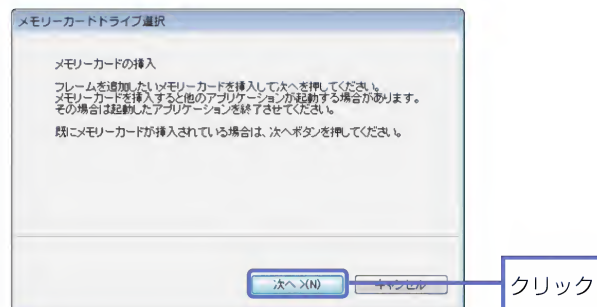 メモリーカードドライブ選択
メモリーカードの挿入
フレームを追加したいメモリーカードを挿入して次へを押してください。
メモリーカードを挿入すると他のアプリケーションが起動する場合があります。
その場合は起動したアプリケーションを終了させてください。
既にメモリーカードが挿入されている場合は、次へボタンを押してください。
次へ >(N)
キャンセル
クリック